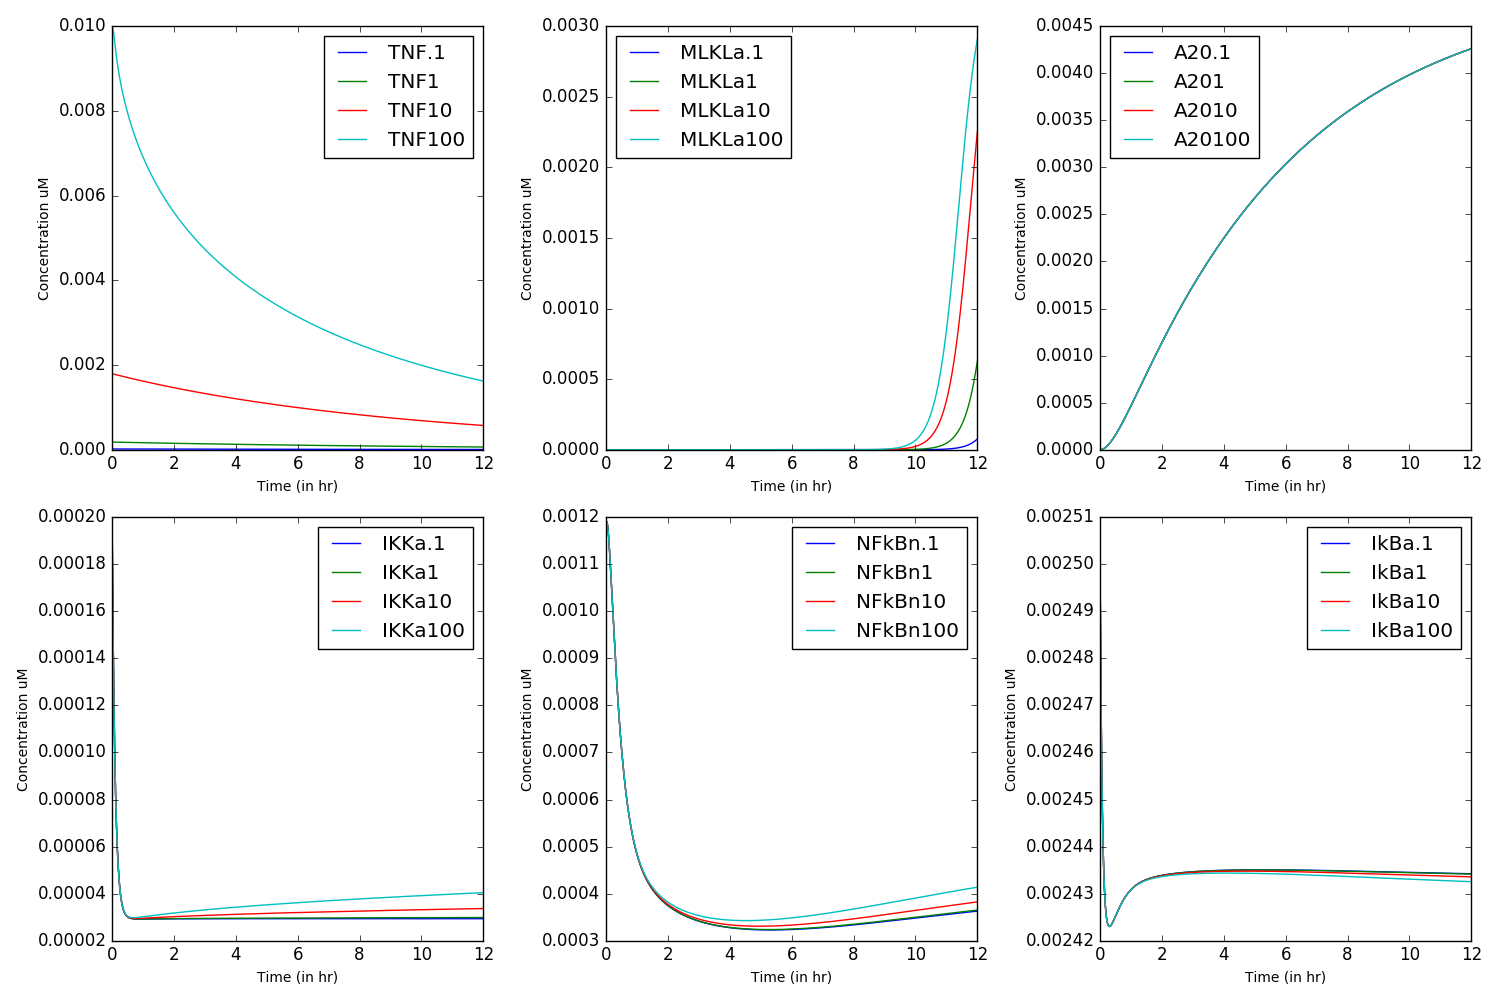 0.010
0.008
0.006
0.004
0.002
0.000
0 2 4 6 8 10 12
Concentration uM
Time (in hr)
TNF.1
TNF1
TNF10
TNF100
0.0030
0.0025
0.0020
0.0015
0.0010
0.0005
0.0000
0 2 4 6 8 10 12
Concentration uM
Time (in hr)
MLKLa.1
MLKLa1
MLKLa10
MLKLa100
0.0045
0.0040
0.0035
0.0030
0.0025
0.0020
0.0015
0.0010
0.0005
0.0000
0 2 4 6 8 10 12
Concentration uM
Time (in hr)
A20.1
A201
A2010
A20100
0.00020
0.00018
0.00016
0.00014
0.00012
0.00010
0.00008
0.00006
0.00004
0.00002
0 2 4 6 8 10 12
Concentration uM
Time (in hr)
IKKa.1
IKKa1
IKKa10
IKKa100
0.0012
0.0011
0.0010
0.0009
0.0008
0.0007
0.0006
0.0005
0.0004
0.0003
0 2 4 6 8 10 12
Concentration uM
Time (in hr)
NFkBn.1
NFkBn1
NFkBn10
NFkBn100
0.00251
0.00250
0.00249
0.00248
0.00247
0.00246
0.00245
0.00244
0.00243
0.00242
0 2 4 6 8 10 12
Concentration uM
Time (in hr)
IkBa.1
IkBa1
IkBa10
IkBa100